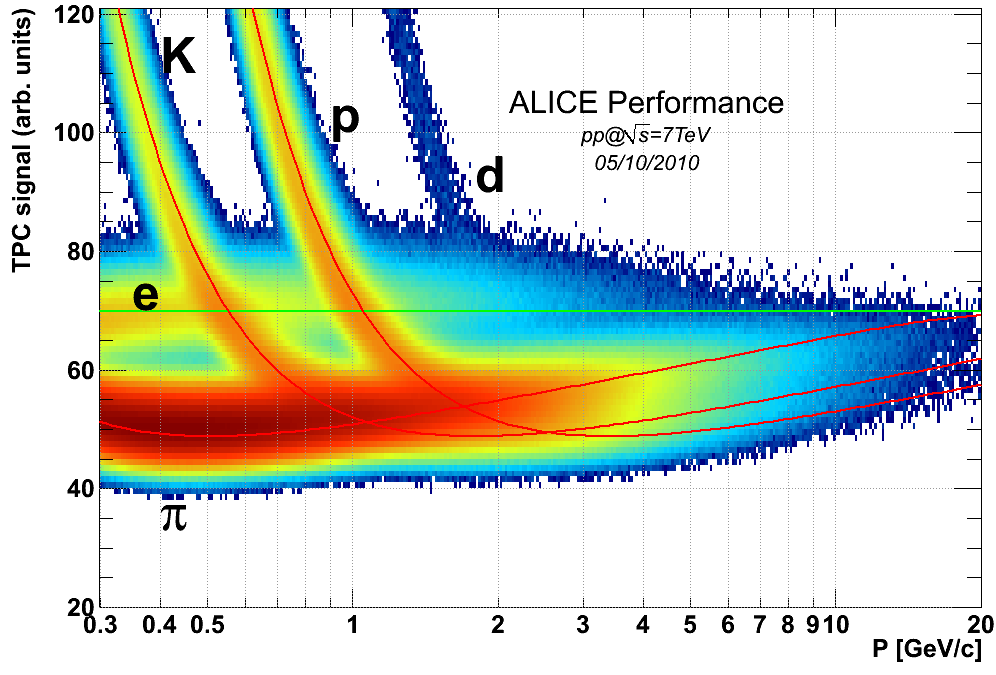 TPC signal (arb. units)
120
100
80
60
40
20
K
p
d
e
π
ALICE Performance
pp@√s=7TeV
05/10/2010
0.3 0.4 0.5 1 2 3 4 5 6 7 8 9 10 20
P [GeV/c]